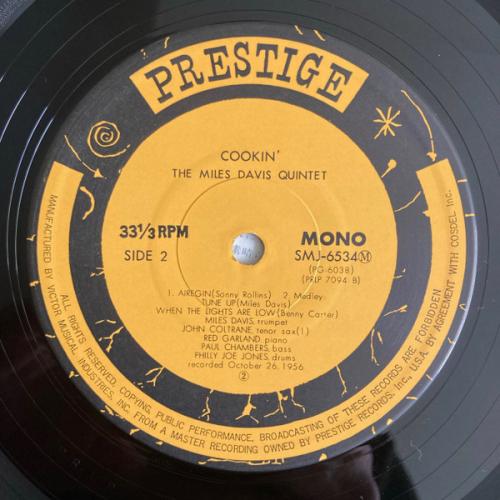 PRESTIGE
COOKIN'
THE MILES DAVIS QUINTET
33 1/3 RPM
MONO
SIDE 2
SMJ-6534Ⓜ
(PG-6038)
(PRLP 7094 B)
1. AIREGIN(Sonny Rollins) 2. Medley
TUNE UP(Miles Davis)
WHEN THE LIGHTS ARE LOW(Benny Carter)
MILES DAVIS, trumpet
JOHN COLTRANE, tenor sax(1)
RED GARLAND, piano
PAUL CHAMBERS, bass
PHILLY JOE JONES, drums
recorded October 26, 1956
②
MANUFACTURED BY VICTOR MUSICAL INDUSTRIES, INC. FROM A MASTER RECORDING OWNED BY PRESTIGE RECORDS, Inc., U.S.A. BY AGREEMENT WITH COSDEL Inc.
ALL RIGHTS RESERVED. COPYING, PUBLIC PERFORMANCE, BROADCASTING OF THESE RECORDS ARE FORBIDDEN